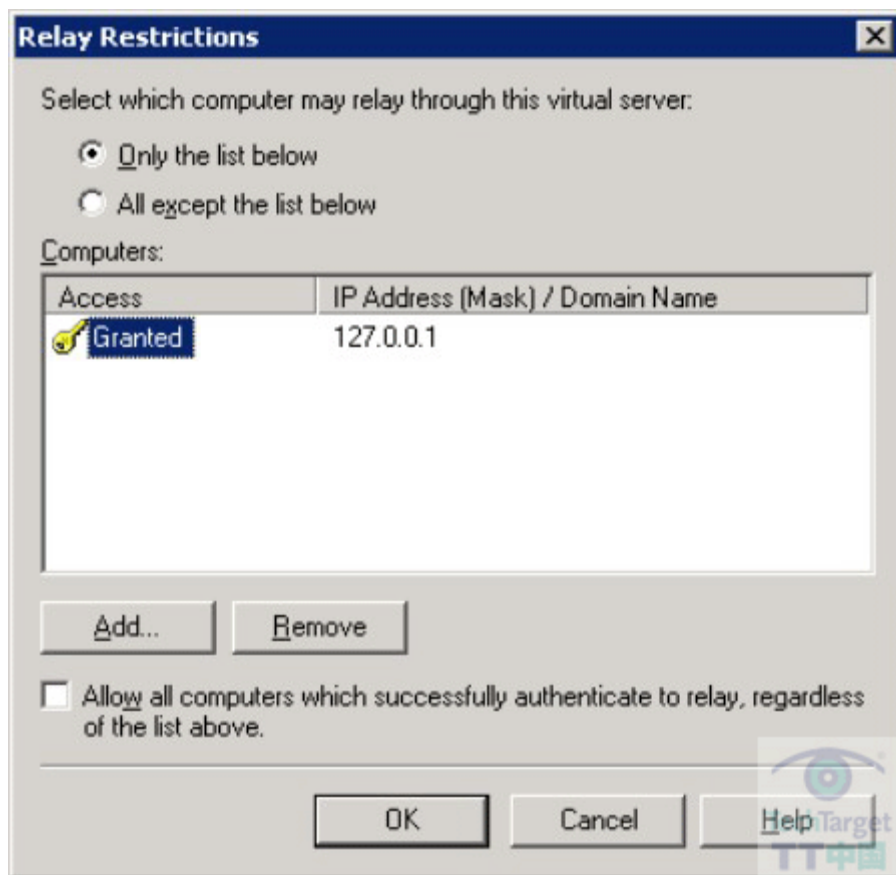 Relay Restrictions
Select which computer may relay through this virtual server:
Only the list below
All except the list below
Computers:
Access IP Address (Mask) / Domain Name
Granted 127.0.0.1
Add... Remove
Allow all computers which successfully authenticate to relay, regardless
of the list above.
OK Cancel Help
TechTarget
TT中国